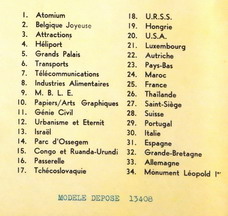 1. Atomium
2. Belgique Joyeuse
3. Attractions
4. Héliport
5. Grands Palais
6. Transports
7. Télécommunications
8. Industries Alimentaires
9. M. B. L. E.
10. Papiers/Arts Graphiques
11. Génie Civil
12. Urbanisme et Eternit
13. Israël
14. Parc d'Ossegem
15. Congo et Ruanda-Urundi
16. Passerelle
17. Tchécoslovaquie
18. U.R.S.S.
19. Hongrie
20. U.S.A.
21. Luxembourg
22. Autriche
23. Pays-Bas
24. Maroc
25. France
26. Thaïlande
27. Saint-Siège
28. Suisse
29. Portugal
30. Italie
31. Espagne
32. Grande-Bretagne
33. Allemagne
34. Monument Léopold Ier
MODELE DEPOSE 13408